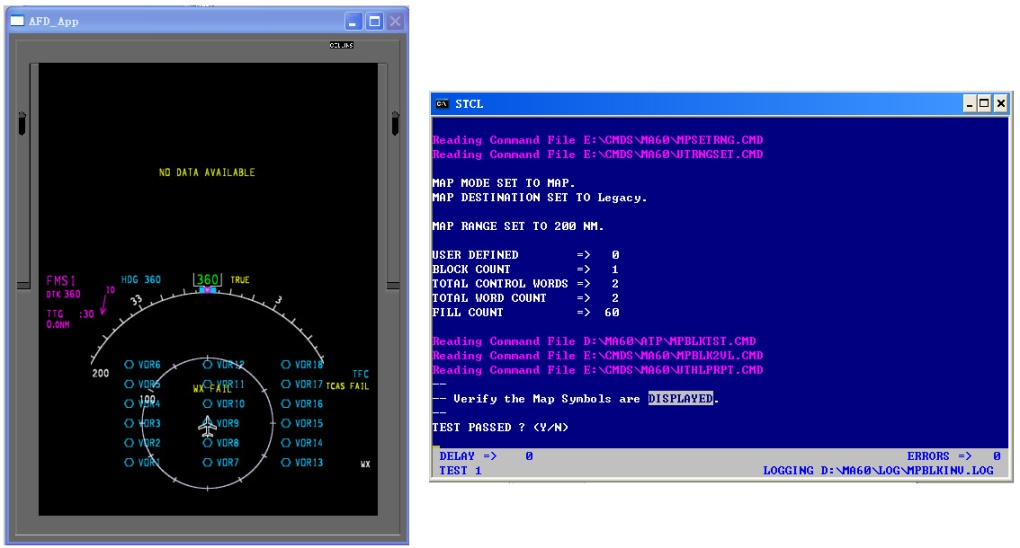 AFD_App
NO DATA AVAILABLE
FMS1
HDG 360
360
TRUE
DTK 360
10
TTG :30
0.0NM
33
3
200
VOR6
VOR12
VOR18
TFC
VOR5
WX FAIL
VOR11
VOR17
TCAS FAIL
VOR4
100
VOR10
VOR16
VOR3
VOR9
VOR15
VOR2
VOR8
VOR14
VOR1
VOR7
VOR13
WX
STCL
Reading Command File E:\CMDS\MA60\MPSETRNG.CMD
Reading Command File E:\CMDS\MA60\UTRNGSET.CMD
MAP MODE SET TO MAP.
MAP DESTINATION SET TO Legacy.
MAP RANGE SET TO 200 NM.
USER DEFINED => 0
BLOCK COUNT => 1
TOTAL CONTROL WORDS => 2
TOTAL WORD COUNT => 2
FILL COUNT => 60
Reading Command File D:\MA60\ATP\MPBLKTST.CMD
Reading Command File E:\CMDS\MA60\MPBLK2VL.CMD
Reading Command File E:\CMDS\MA60\UTHLPRPT.CMD
--
-- Verify the Map Symbols are DISPLAYED.
--
TEST PASSED ? (Y/N)
DELAY => 0 ERRORS => 0
TEST 1 LOGGING D:\MA60\LOG\MPBLKINV.LOG